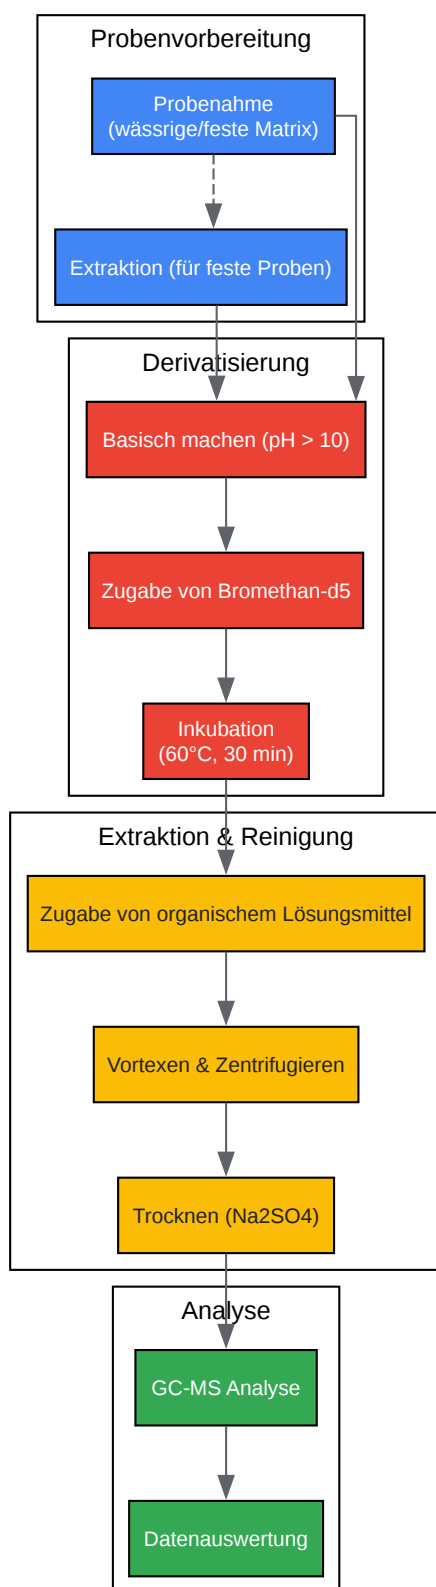 Probenvorbereitung
Probenahme
(wässrige/feste Matrix)
Extraktion (für feste Proben)
Derivatisierung
Basisch machen (pH > 10)
Zugabe von Bromethan-d5
Inkubation
(60°C, 30 min)
Extraktion & Reinigung
Zugabe von organischem Lösungsmittel
Vortexen & Zentrifugieren
Trocknen (Na2SO4)
Analyse
GC-MS Analyse
Datenauswertung